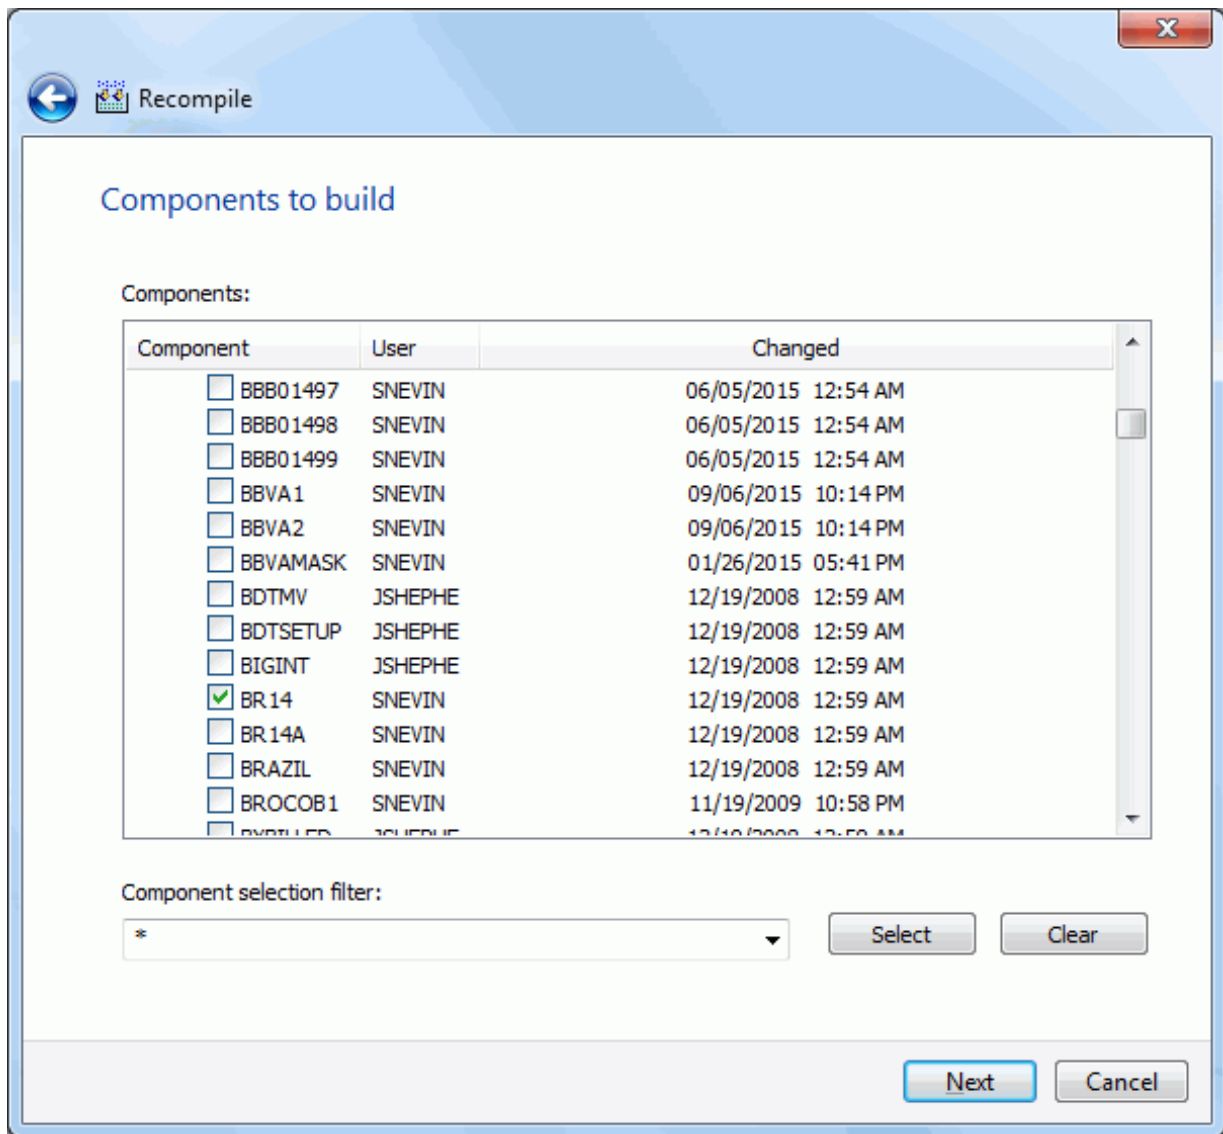 Recompile
Components to build
Components:
Component User Changed
BBB01497 SNEVIN 06/05/2015 12:54 AM
BBB01498 SNEVIN 06/05/2015 12:54 AM
BBB01499 SNEVIN 06/05/2015 12:54 AM
BBVA1 SNEVIN 09/06/2015 10:14 PM
BBVA2 SNEVIN 09/06/2015 10:14 PM
BBVAMASK SNEVIN 01/26/2015 05:41 PM
BDTMV JSHEPHE 12/19/2008 12:59 AM
BDTSETUP JSHEPHE 12/19/2008 12:59 AM
BIGINT JSHEPHE 12/19/2008 12:59 AM
BR14 SNEVIN 12/19/2008 12:59 AM
BR14A SNEVIN 12/19/2008 12:59 AM
BRAZIL SNEVIN 12/19/2008 12:59 AM
BROCOB1 SNEVIN 11/19/2009 10:58 PM
Component selection filter:
* Select Clear
Next Cancel